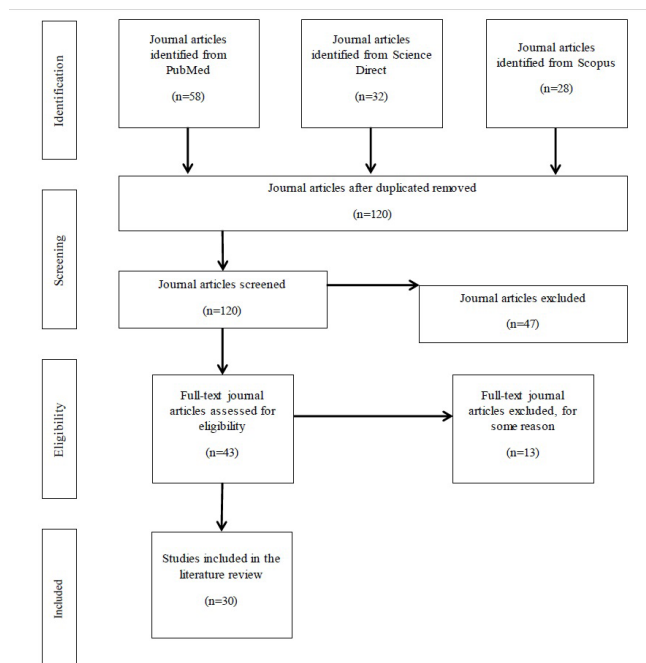 Identification
Journal articles
identified from
PubMed
(n=58)
Journal articles
identified from Science
Direct
(n=32)
Journal articles
identified from Scopus
(n=28)
Screening
Journal articles after duplicated removed
(n=120)
Journal articles screened
(n=120)
Journal articles excluded
(n=47)
Eligibility
Full-text journal
articles assessed for
eligibility
(n=43)
Full-text journal
articles excluded, for
some reason
(n=13)
Included
Studies included in the
literature review
(n=30)